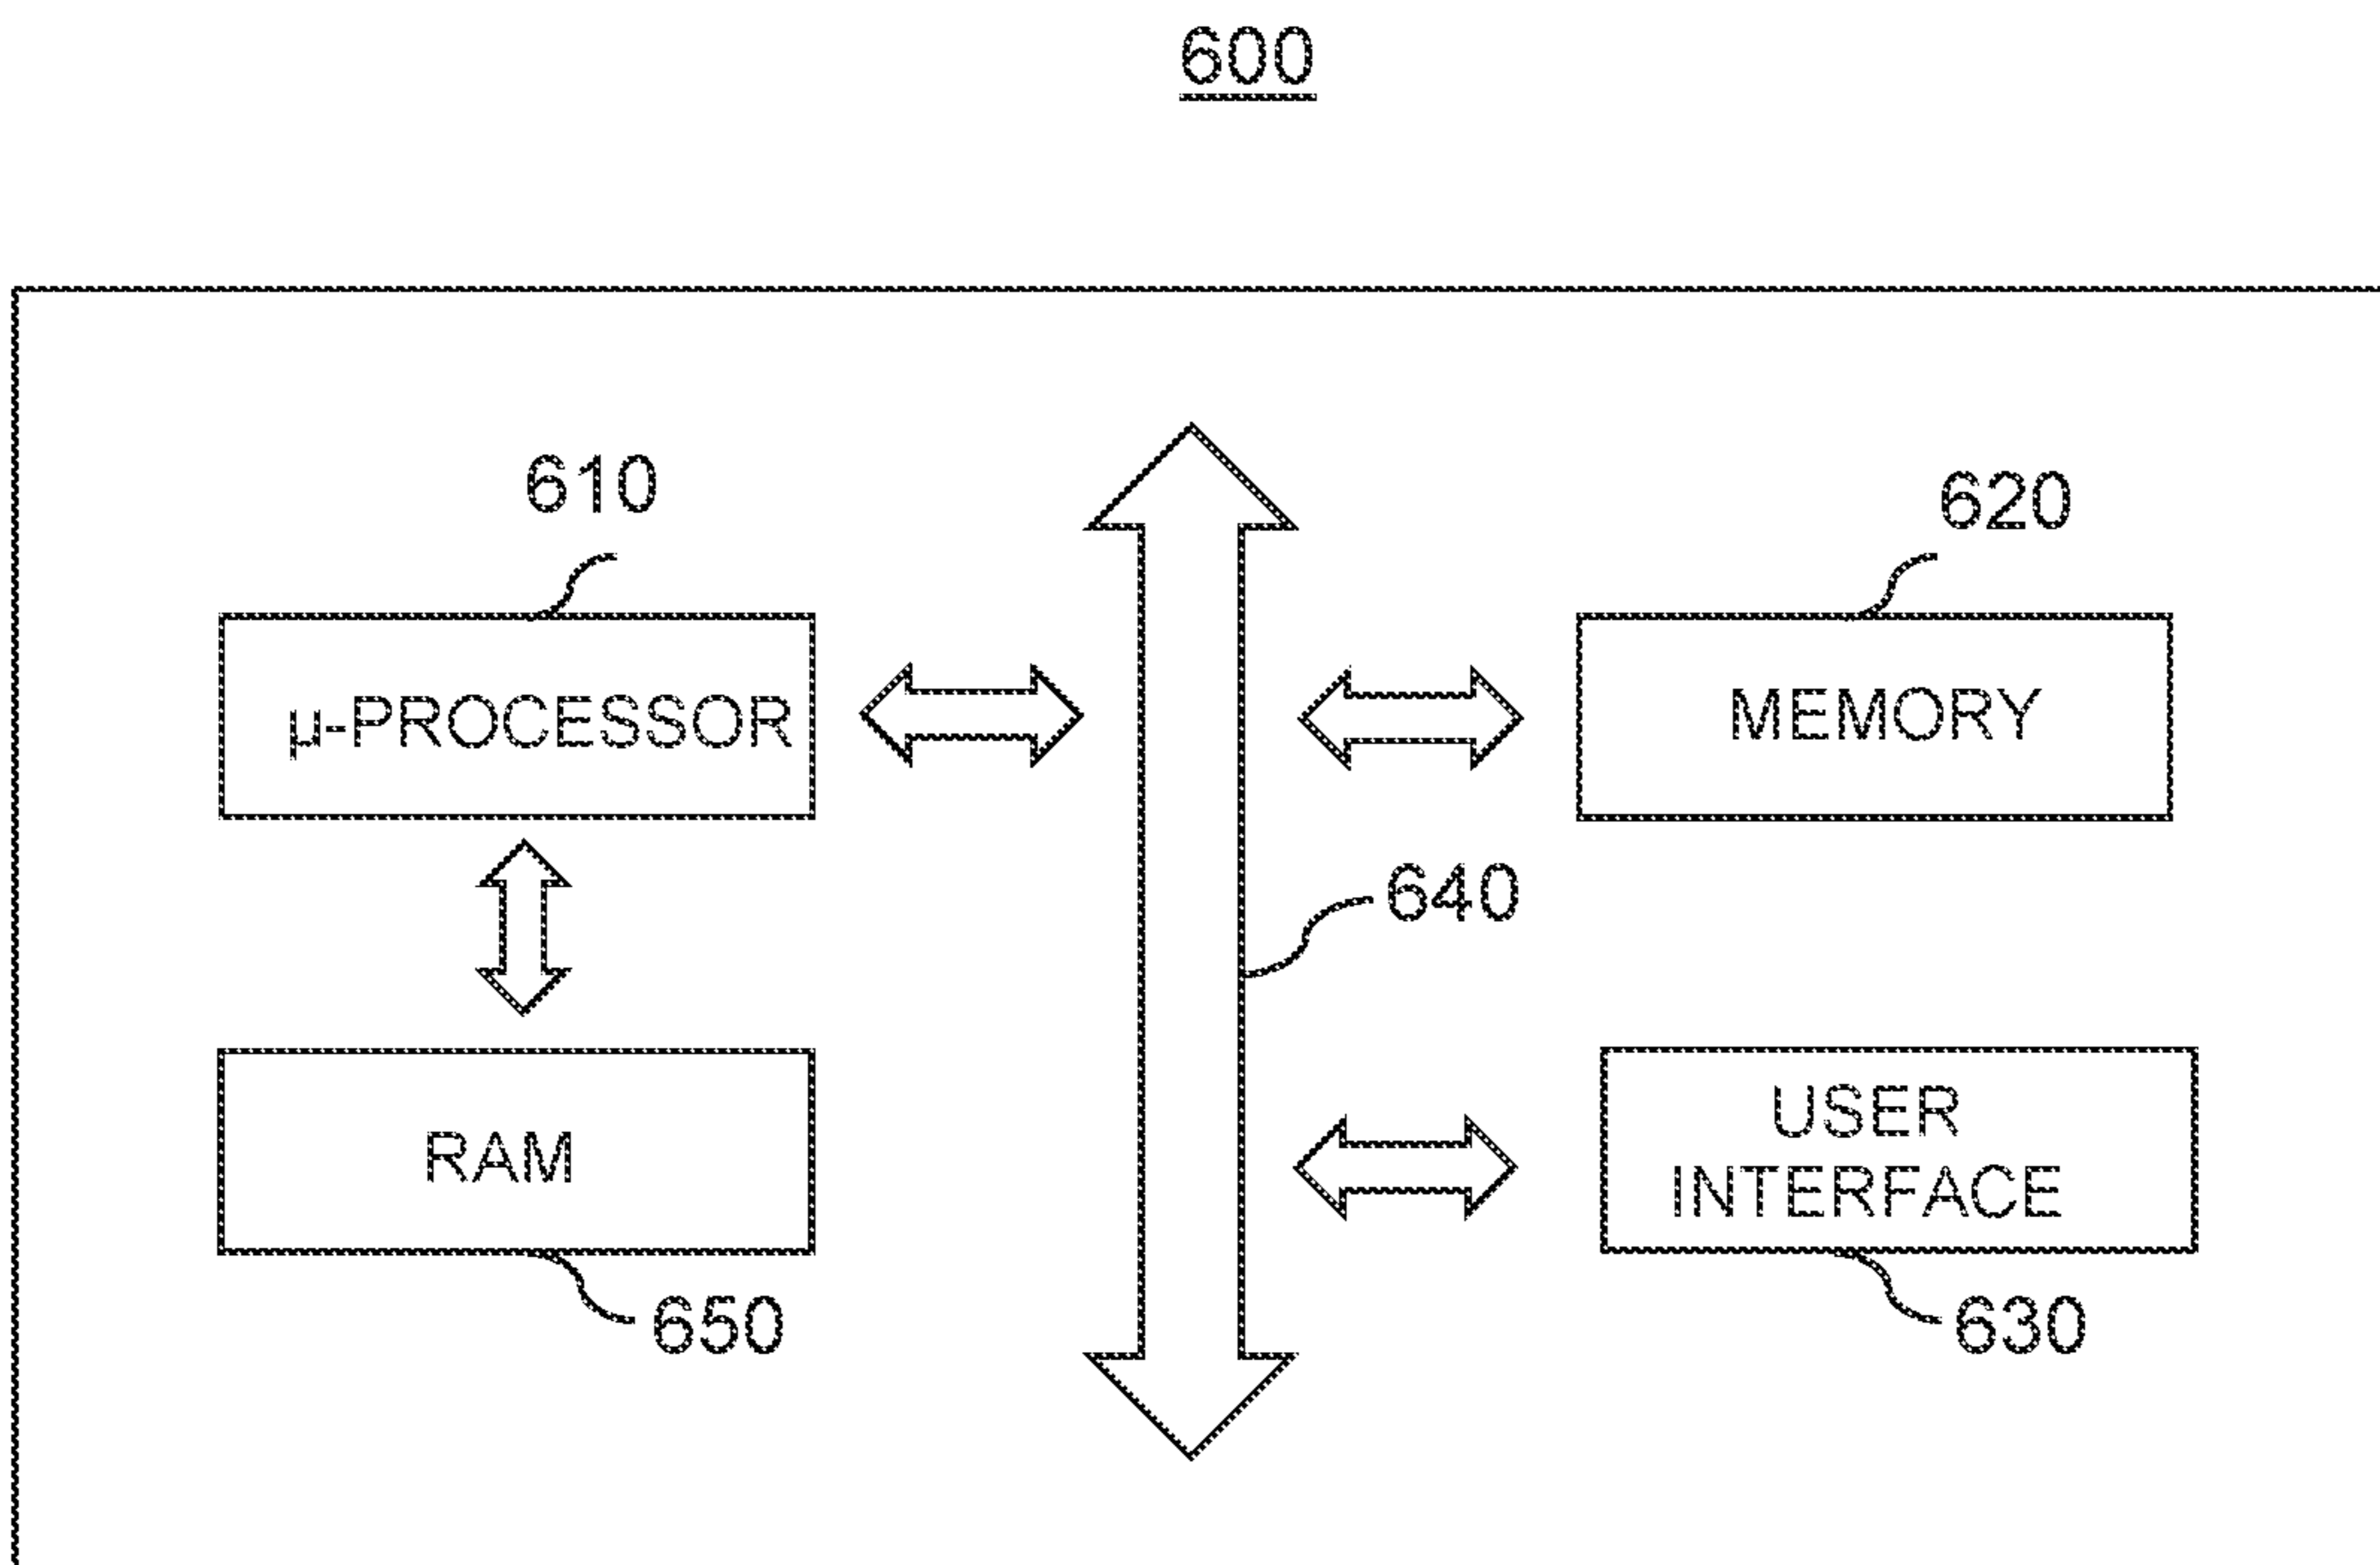 600
610
620
μ-PROCESSOR
MEMORY
640
RAM
USER
INTERFACE
650
630